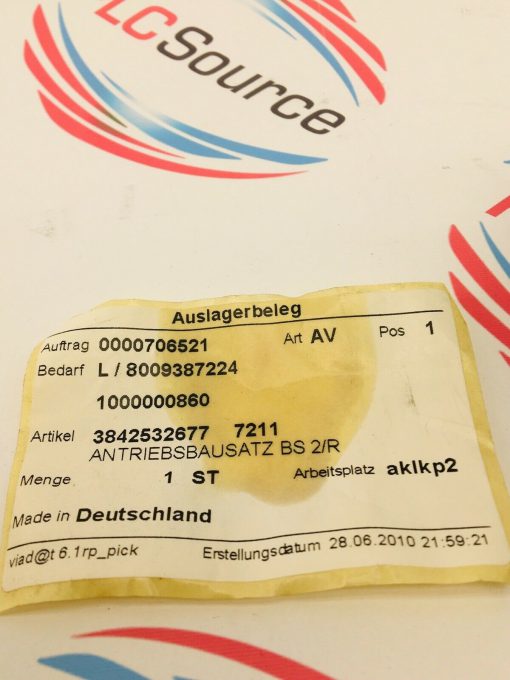 LCSource
Auslagerbeleg
Auftrag 0000706521 Art AV Pos 1
Bedarf L / 8009387224
1000000860
Artikel 3842532677 7211
ANTRIEBSBAUSATZ BS 2/R
Menge 1 ST Arbeitsplatz aklkp2
Made in Deutschland
viad@t 6.1rp_pick Erstellungsdatum 28.06.2010 21:59:21